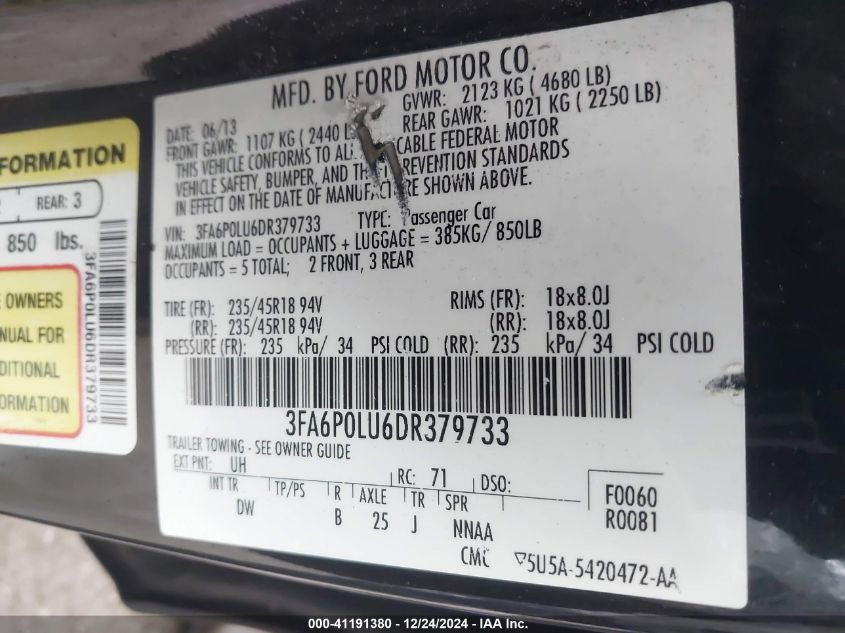 FORMATION
REAR: 3
850 lbs.
OWNERS
NUAL FOR
DITIONAL
ORMATION
3FA6P0LU6DR379733
MFD. BY FORD MOTOR CO.
DATE: 06/13 GVWR: 2123 KG ( 4680 LB)
FRONT GAWR: 1107 KG ( 2440 L REAR GAWR: 1021 KG ( 2250 LB)
THIS VEHICLE CONFORMS TO AL CABLE FEDERAL MOTOR
VEHICLE SAFETY, BUMPER, AND TH REVENTION STANDARDS
IN EFFECT ON THE DATE OF MANUFACTURE SHOWN ABOVE.
VIN: 3FA6P0LU6DR379733 TYPE: Passenger Car
MAXIMUM LOAD = OCCUPANTS + LUGGAGE = 385KG/ 850LB
OCCUPANTS = 5 TOTAL; 2 FRONT, 3 REAR
TIRE (FR): 235/45R18 94V RIMS (FR): 18x8.0J
(RR): 235/45R18 94V (RR): 18x8.0J
PRESSURE (FR): 235 kPa/ 34 PSI COLD (RR): 235 kPa/ 34 PSI COLD
3FA6P0LU6DR379733
TRAILER TOWING - SEE OWNER GUIDE
EXT PNT: UH RC: 71 DSO:
INT TR TP/PS R AXLE TR SPR F0060
DW B 25 J NNAA R0081
CMC ▽5U5A-5420472-AA
000-41191380 - 12/24/2024 - IAA Inc.